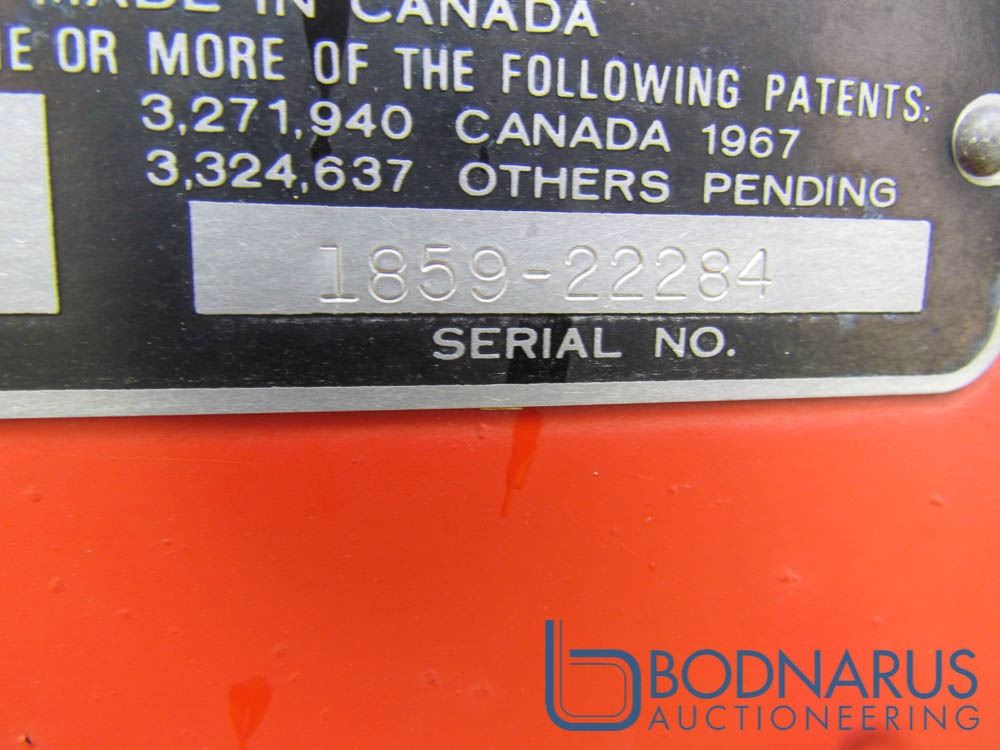 MADE IN CANADA
OR MORE OF THE FOLLOWING PATENTS:
3,271,940 CANADA 1967
3,324,637 OTHERS PENDING
1859-22284
SERIAL NO.
BODNARUS
AUCTIONEERING